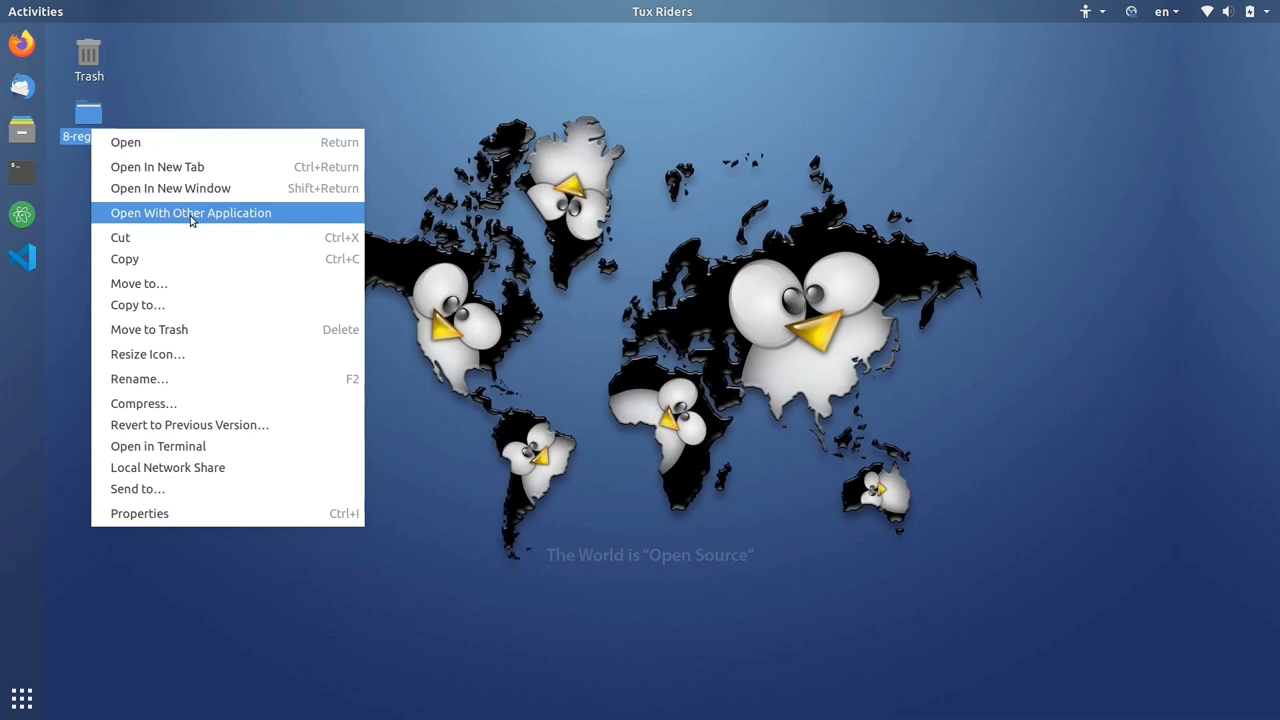 Activities
Tux Riders
en
Trash
8-reg
Open Return
Open In New Tab Ctrl+Return
Open In New Window Shift+Return
Open With Other Application
Cut Ctrl+X
Copy Ctrl+C
Move to…
Copy to…
Move to Trash Delete
Resize Icon…
Rename… F2
Compress…
Revert to Previous Version…
Open in Terminal
Local Network Share
Send to…
Properties Ctrl+I
The World is “Open Source”